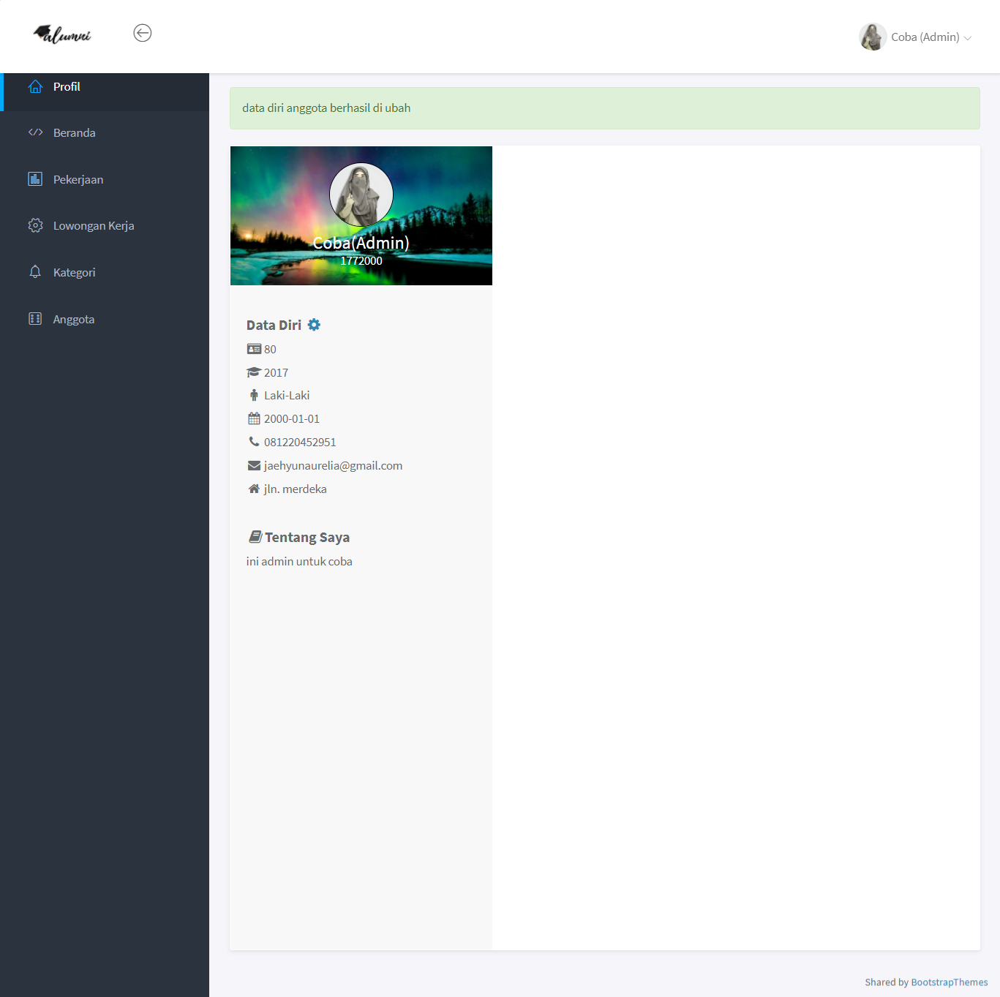 alumni
Coba (Admin)
Profil
Beranda
Pekerjaan
Lowongan Kerja
Kategori
Anggota
data diri anggota berhasil di ubah
Coba(Admin)
1772000
Data Diri
80
2017
Laki-Laki
2000-01-01
081220452951
jaehyunaurelia@gmail.com
jln. merdeka
Tentang Saya
ini admin untuk coba
Shared by BootstrapThemes